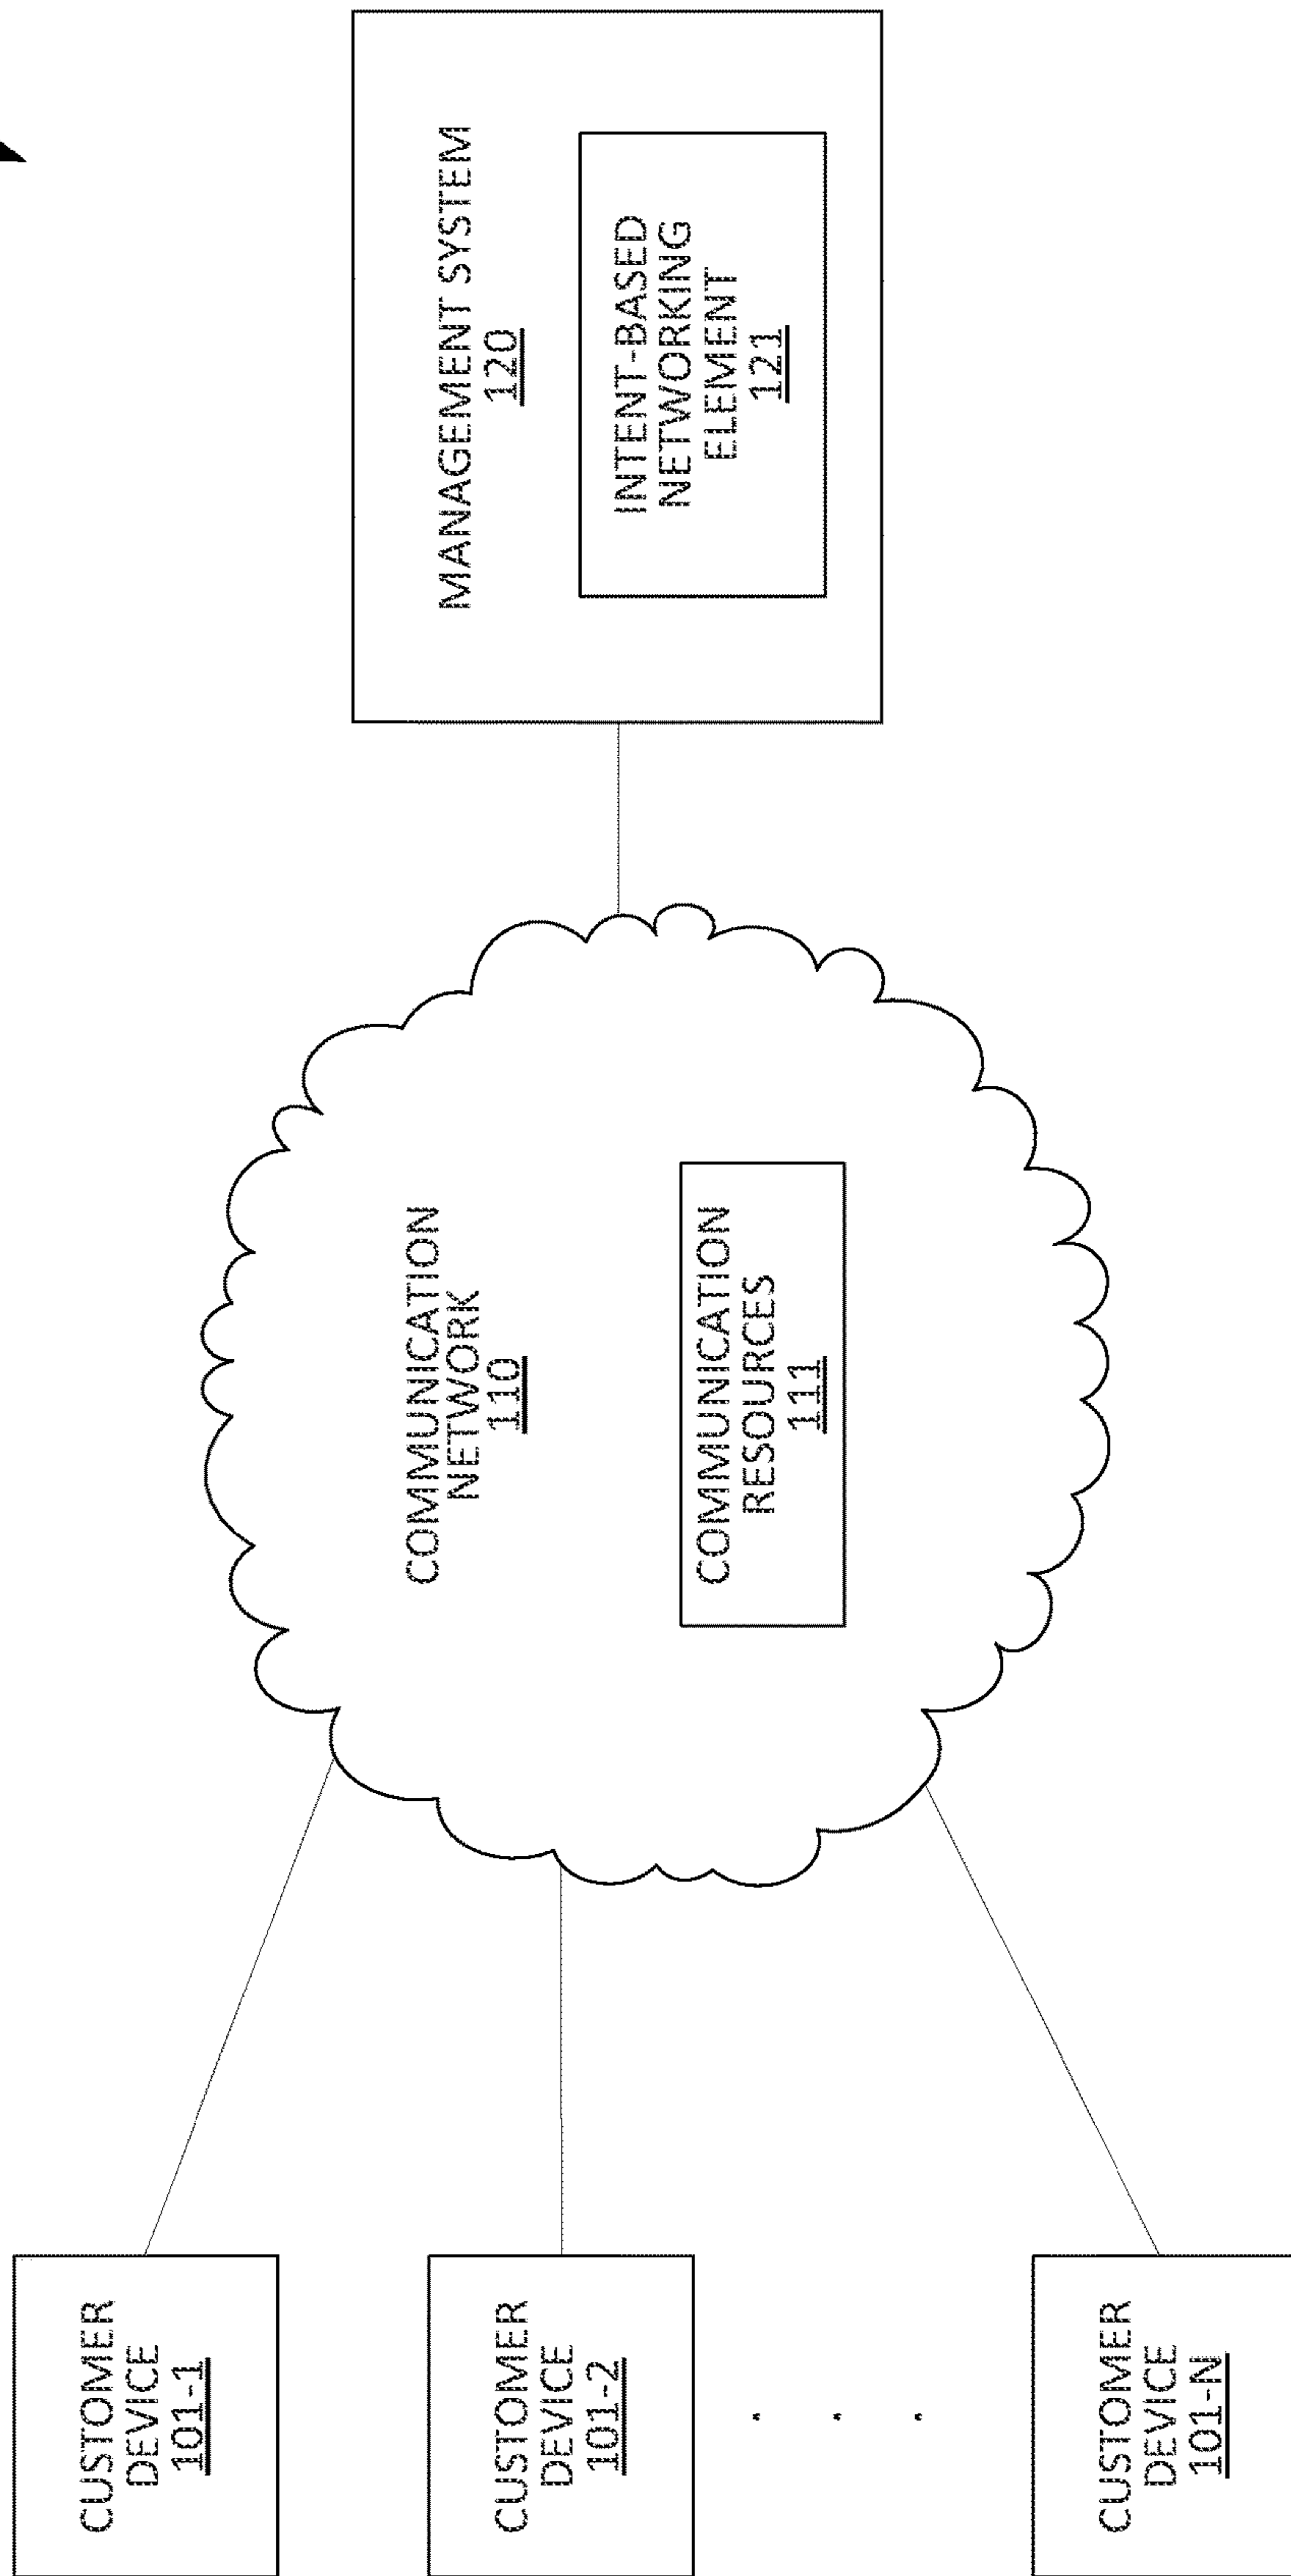 CUSTOMER
DEVICE
101-1
CUSTOMER
DEVICE
101-2
CUSTOMER
DEVICE
101-N
COMMUNICATION
NETWORK
110
COMMUNICATION
RESOURCES
111
MANAGEMENT SYSTEM
120
INTENT-BASED
NETWORKING
ELEMENT
121